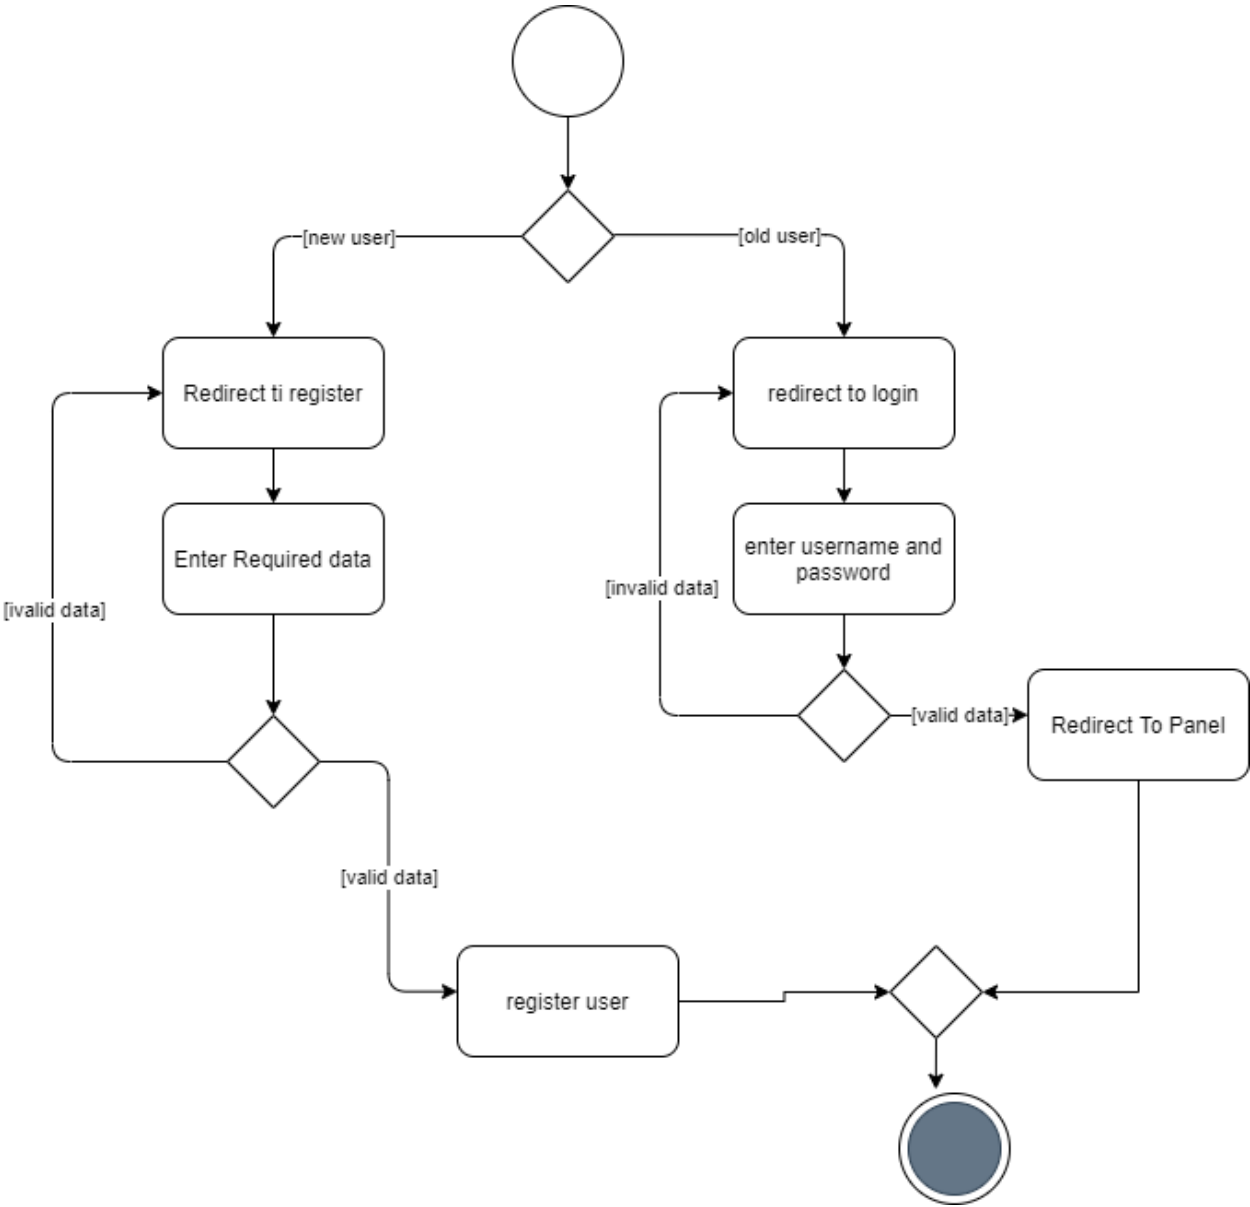 [new user]
[old user]
Redirect ti register
redirect to login
Enter Required data
enter username and
password
[ivalid data]
[invalid data]
[valid data]
Redirect To Panel
[valid data]
register user